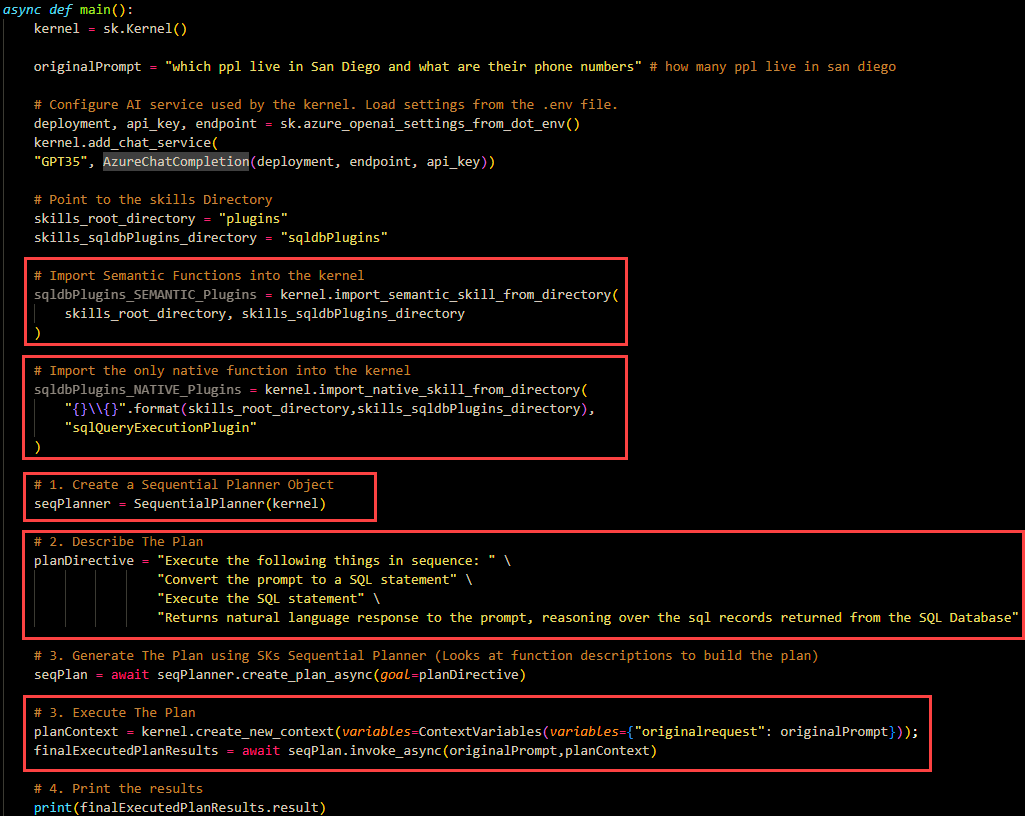 async def main():
kernel = sk.Kernel()
originalPrompt = "which ppl live in San Diego and what are their phone numbers" # how many ppl live in san diego
# Configure AI service used by the kernel. Load settings from the .env file.
deployment, api_key, endpoint = sk.azure_openai_settings_from_dot_env()
kernel.add_chat_service(
"GPT35", AzureChatCompletion(deployment, endpoint, api_key))
# Point to the skills Directory
skills_root_directory = "plugins"
skills_sqldbPlugins_directory = "sqldbPlugins"
# Import Semantic Functions into the kernel
sqldbPlugins_SEMANTIC_Plugins = kernel.import_semantic_skill_from_directory(
skills_root_directory, skills_sqldbPlugins_directory
)
# Import the only native function into the kernel
sqldbPlugins_NATIVE_Plugins = kernel.import_native_skill_from_directory(
"{}\\{}".format(skills_root_directory,skills_sqldbPlugins_directory),
"sqlQueryExecutionPlugin"
)
# 1. Create a Sequential Planner Object
seqPlanner = SequentialPlanner(kernel)
# 2. Describe The Plan
planDirective = "Execute the following things in sequence: " \
"Convert the prompt to a SQL statement" \
"Execute the SQL statement" \
"Returns natural language response to the prompt, reasoning over the sql records returned from the SQL Database"
# 3. Generate The Plan using SKs Sequential Planner (Looks at function descriptions to build the plan)
seqPlan = await seqPlanner.create_plan_async(goal=planDirective)
# 3. Execute The Plan
planContext = kernel.create_new_context(variables=ContextVariables(variables={"originalrequest": originalPrompt}));
finalExecutedPlanResults = await seqPlan.invoke_async(originalPrompt,planContext)
# 4. Print the results
print(finalExecutedPlanResults.result)